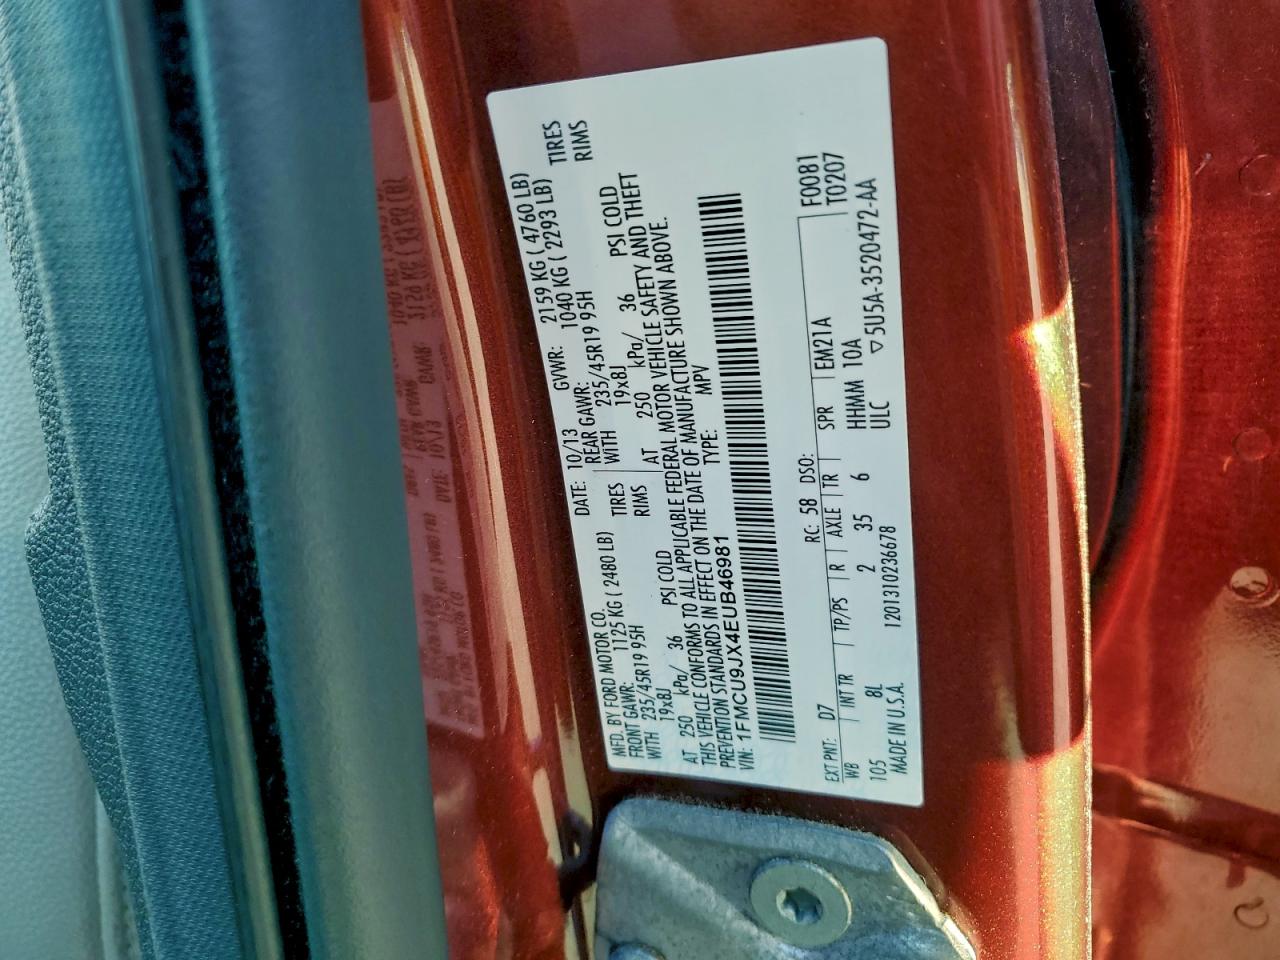 MFD. BY FORD MOTOR CO.
DATE: 10/13 GVWR: 2159 KG ( 4760 LB)
FRONT GAWR: 1125 KG ( 2480 LB) REAR GAWR: 1040 KG ( 2293 LB)
WITH 235/45R19 95H TIRES WITH 235/45R19 95H TIRES
19x8J RIMS 19x8J RIMS
AT 250 kPa/ 36 PSI COLD AT 250 kPa/ 36 PSI COLD
THIS VEHICLE CONFORMS TO ALL APPLICABLE FEDERAL MOTOR VEHICLE SAFETY AND THEFT
PREVENTION STANDARDS IN EFFECT ON THE DATE OF MANUFACTURE SHOWN ABOVE.
VIN: 1FMCU9JX4EUB46981 TYPE: MPV
F0081
T0207
EXT PNT: D7 RC: 58 DSO:
WB INT TR TP/PS R AXLE TR SPR EM21A
105 8L 2 35 6 HHMM 10A
MADE IN U.S.A. 1201310236678 ULC ▽5U5A-3520472-AA